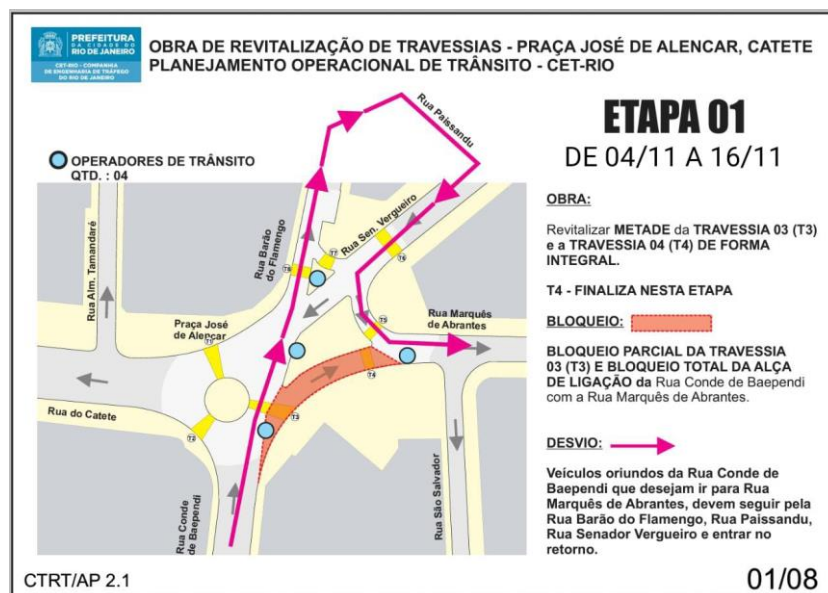 PREFEITURA
DA CIDADE DO
RIO DE JANEIRO
CET-RIO - COMPANHIA
DE ENGENHARIA DE TRÁFEGO
DO RIO DE JANEIRO
OBRA DE REVITALIZAÇÃO DE TRAVESSIAS - PRAÇA JOSÉ DE ALENCAR, CATETE
PLANEJAMENTO OPERACIONAL DE TRÂNSITO - CET-RIO
ETAPA 01
DE 04/11 A 16/11
OPERADORES DE TRÂNSITO
QTD. : 04
Rua Paissandu
Rua Alm. Tamandaré
Rua Barão
do Flamengo
Rua Sen. Vergueiro
T8
T7
T6
Praça José
de Alencar
Rua Marquês
de Abrantes
T1
T5
T4
T3
T2
Rua do Catete
Rua Conde
de Baependi
Rua São Salvador
OBRA:
Revitalizar METADE da TRAVESSIA 03 (T3)
e a TRAVESSIA 04 (T4) DE FORMA
INTEGRAL.
T4 - FINALIZA NESTA ETAPA
BLOQUEIO:
BLOQUEIO PARCIAL DA TRAVESSIA
03 (T3) E BLOQUEIO TOTAL DA ALÇA
DE LIGAÇÃO da Rua Conde de Baependi
com a Rua Marquês de Abrantes.
DESVIO:
Veículos oriundos da Rua Conde de
Baependi que desejam ir para Rua
Marquês de Abrantes, devem seguir pela
Rua Barão do Flamengo, Rua Paissandu,
Rua Senador Vergueiro e entrar no
retorno.
CTRT/AP 2.1
01/08